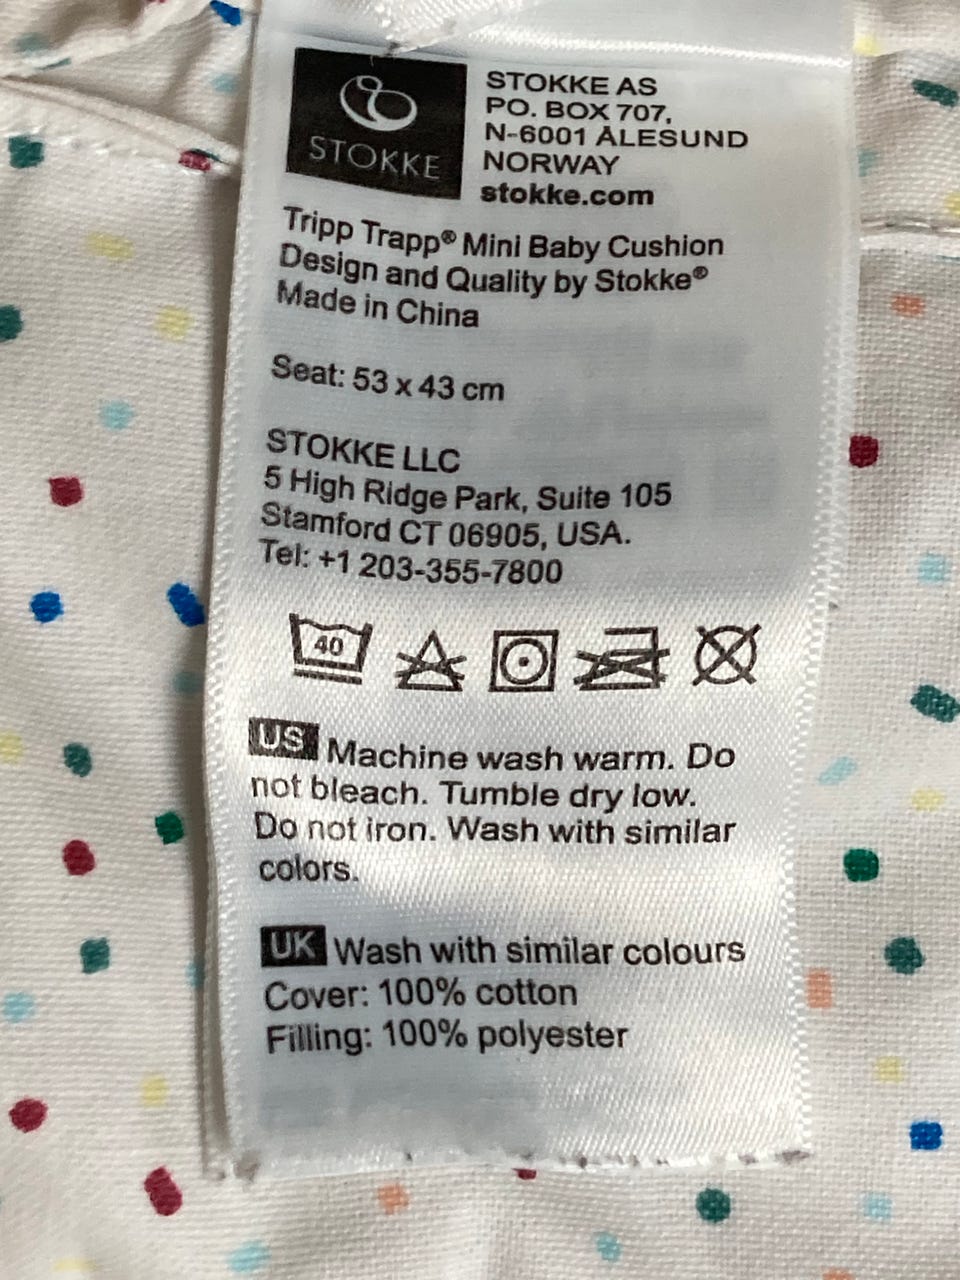 STOKKE
STOKKE AS
PO. BOX 707,
N-6001 ÅLESUND
NORWAY
stokke.com
Tripp Trapp® Mini Baby Cushion
Design and Quality by Stokke®
Made in China
Seat: 53 x 43 cm
STOKKE LLC
5 High Ridge Park, Suite 105
Stamford CT 06905, USA.
Tel: +1 203-355-7800
40
US Machine wash warm. Do
not bleach. Tumble dry low.
Do not iron. Wash with similar
colors.
UK Wash with similar colours
Cover: 100% cotton
Filling: 100% polyester